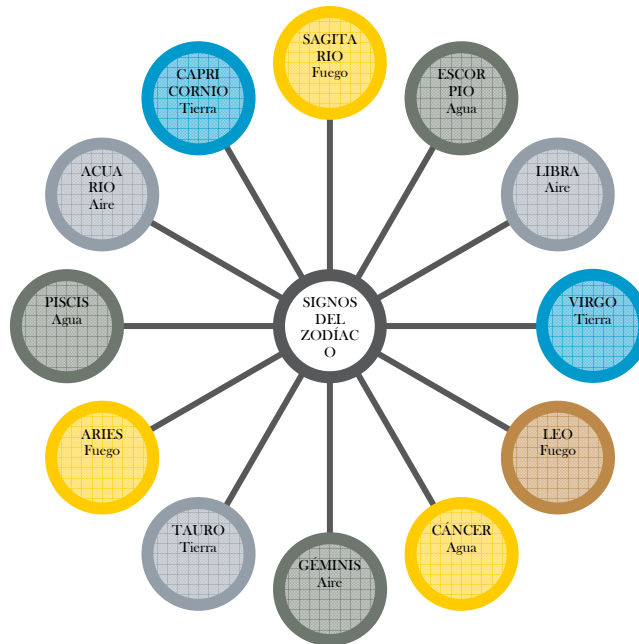 SAGITA
RIO
Fuego
ESCOR
PIO
Agua
LIBRA
Aire
VIRGO
Tierra
LEO
Fuego
CÁNCER
Agua
GÉMINIS
Aire
TAURO
Tierra
ARIES
Fuego
PISCIS
Agua
ACUA
RIO
Aire
CAPRI
CORNIO
Tierra
SIGNOS
DEL
ZODÍAC
O